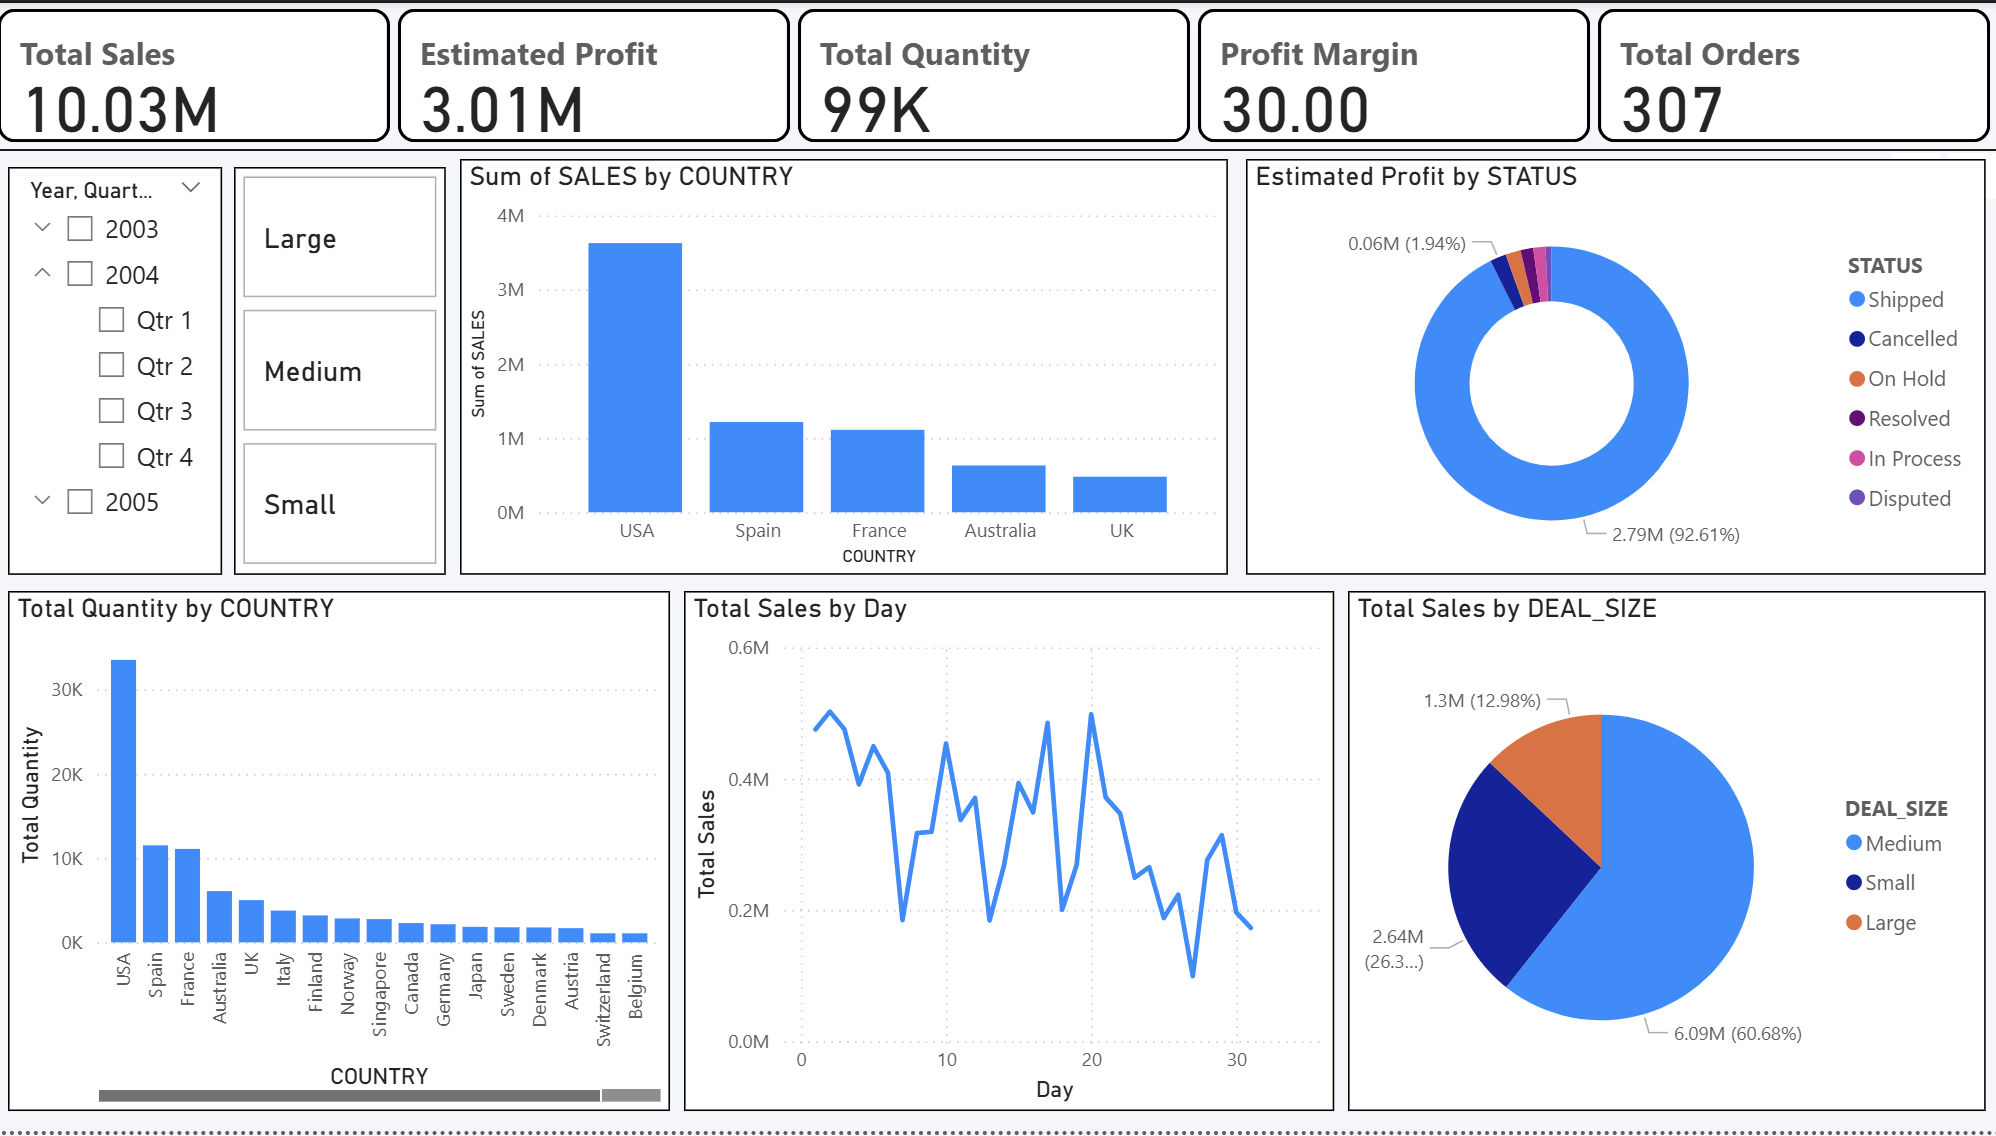 Total Sales
10.03M
Estimated Profit
3.01M
Total Quantity
99K
Profit Margin
30.00
Total Orders
307
Year, Quart...
2003
2004
Qtr 1
Qtr 2
Qtr 3
Qtr 4
2005
Large
Medium
Small
Sum of SALES by COUNTRY
Sum of SALES
4M
3M
2M
1M
0M
USA
Spain
France
Australia
UK
COUNTRY
Estimated Profit by STATUS
0.06M (1.94%)
2.79M (92.61%)
STATUS
Shipped
Cancelled
On Hold
Resolved
In Process
Disputed
Total Quantity by COUNTRY
Total Quantity
30K
20K
10K
0K
USA
Spain
France
Australia
UK
Italy
Finland
Norway
Singapore
Canada
Germany
Japan
Sweden
Denmark
Austria
Switzerland
Belgium
COUNTRY
Total Sales by Day
Total Sales
0.6M
0.4M
0.2M
0.0M
0
10
20
30
Day
Total Sales by DEAL_SIZE
1.3M (12.98%)
2.64M
(26.3...)
6.09M (60.68%)
DEAL_SIZE
Medium
Small
Large